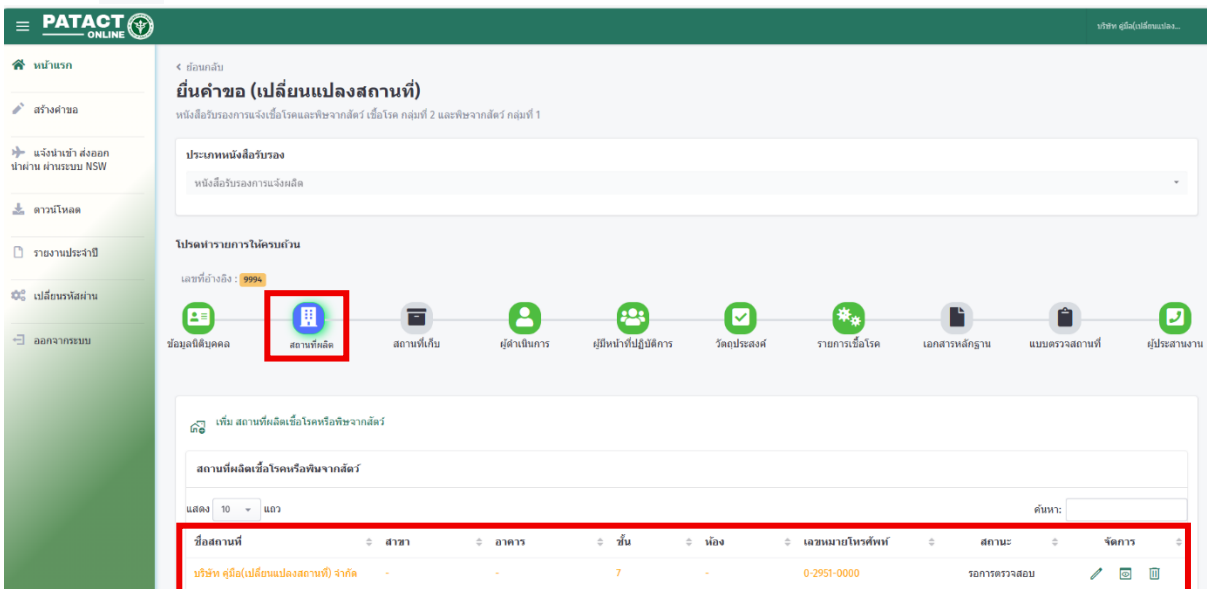 PATACT
ONLINE
บริษัท คู่มือ(เปลี่ยนแปลง...
หน้าแรก
สร้างคำขอ
แจ้งนำเข้า ส่งออก
นำผ่าน ผ่านระบบ NSW
ดาวน์โหลด
รายงานประจำปี
เปลี่ยนรหัสผ่าน
ออกจากระบบ
ย้อนกลับ
ยื่นคำขอ (เปลี่ยนแปลงสถานที่)
หนังสือรับรองการแจ้งเชื้อโรคและพิษจากสัตว์ เชื้อโรค กลุ่มที่ 2 และพิษจากสัตว์ กลุ่มที่ 1
ประเภทหนังสือรับรอง
หนังสือรับรองการแจ้งผลิต
โปรดทำรายการให้ครบถ้วน
เลขที่อ้างอิง : 9994
ข้อมูลนิติบุคคล สถานที่ผลิต สถานที่เก็บ ผู้ดำเนินการ ผู้มีหน้าที่ปฏิบัติการ วัตถุประสงค์ รายการเชื้อโรค เอกสารหลักฐาน แบบตรวจสถานที่ ผู้ประสานงาน
เพิ่ม สถานที่ผลิตเชื้อโรคหรือพิษจากสัตว์
สถานที่ผลิตเชื้อโรคหรือพิษจากสัตว์
แสดง 10 แถว ค้นหา:
ชื่อสถานที่ สาขา อาคาร ชั้น ห้อง เลขหมายโทรศัพท์ สถานะ จัดการ
บริษัท คู่มือ(เปลี่ยนแปลงสถานที่) จำกัด - - 7 - 0-2951-0000 รอการตรวจสอบ